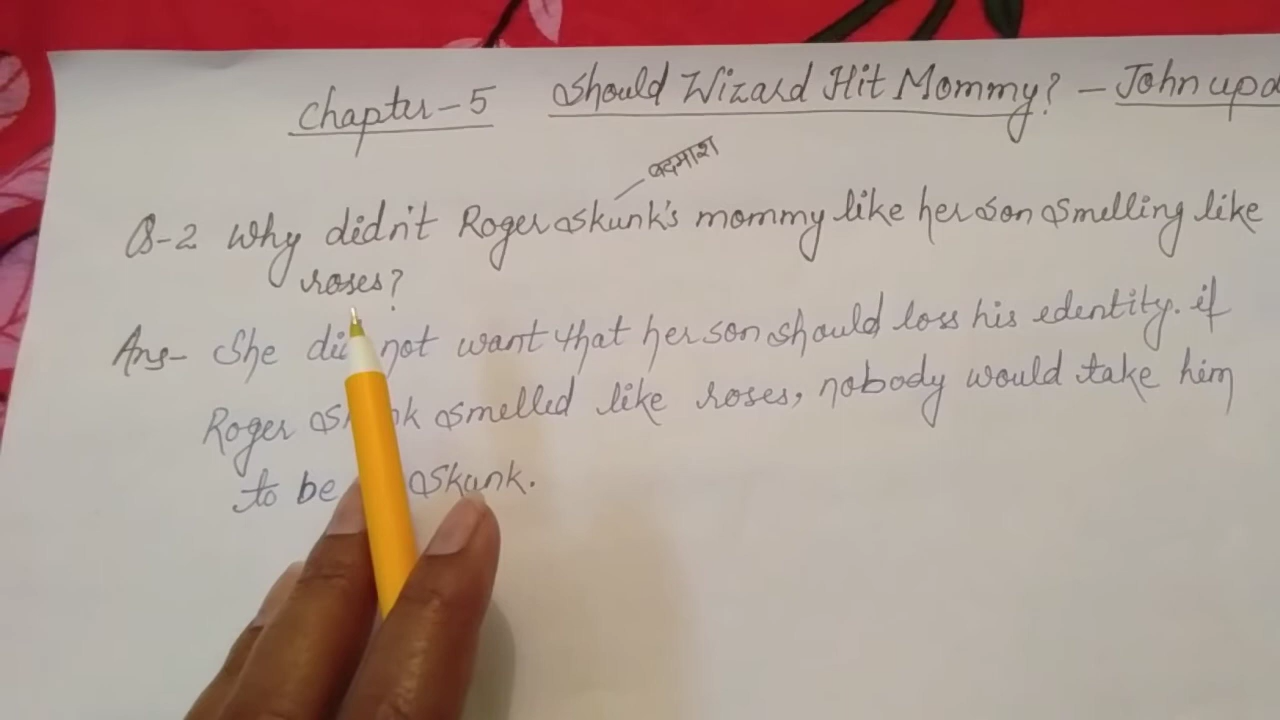 Chapter-5 Should Wizard Hit Mommy? - John upd
बदमाश
Q-2 Why didn't Roger Skunk's mommy like her son smelling like
roses?
Ans- She did not want that her son should loss his edentity. if
Roger Skunk smelled like roses, nobody would take him
to be Skunk.